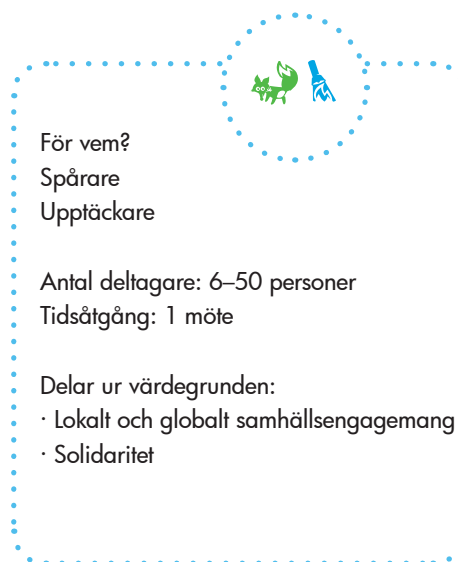 För vem?
Spårare
Upptäckare
Antal deltagare: 6–50 personer
Tidsåtgång: 1 möte
Delar ur värdegrunden:
· Lokalt och globalt samhällsengagemang
· Solidaritet